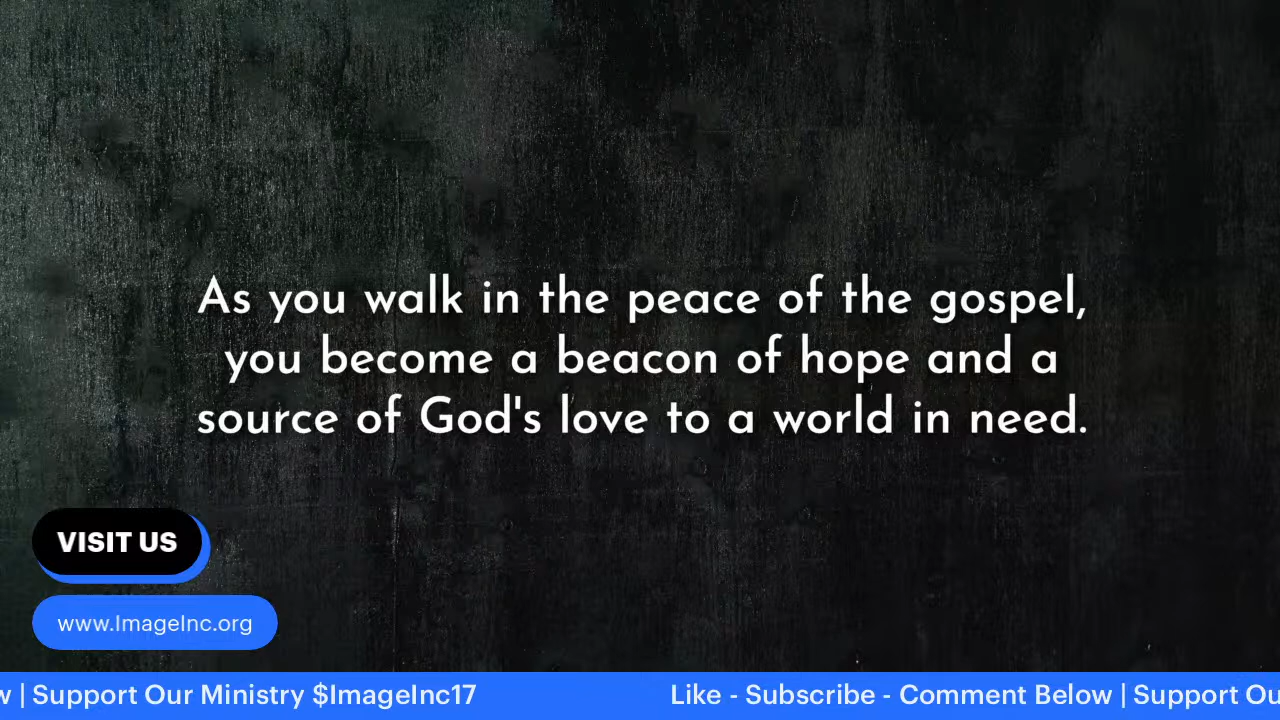 As you walk in the peace of the gospel,
you become a beacon of hope and a
source of God's love to a world in need.
VISIT US
www.ImageInc.org
w | Support Our Ministry $ImageInc17 Like - Subscribe - Comment Below | Support Ou